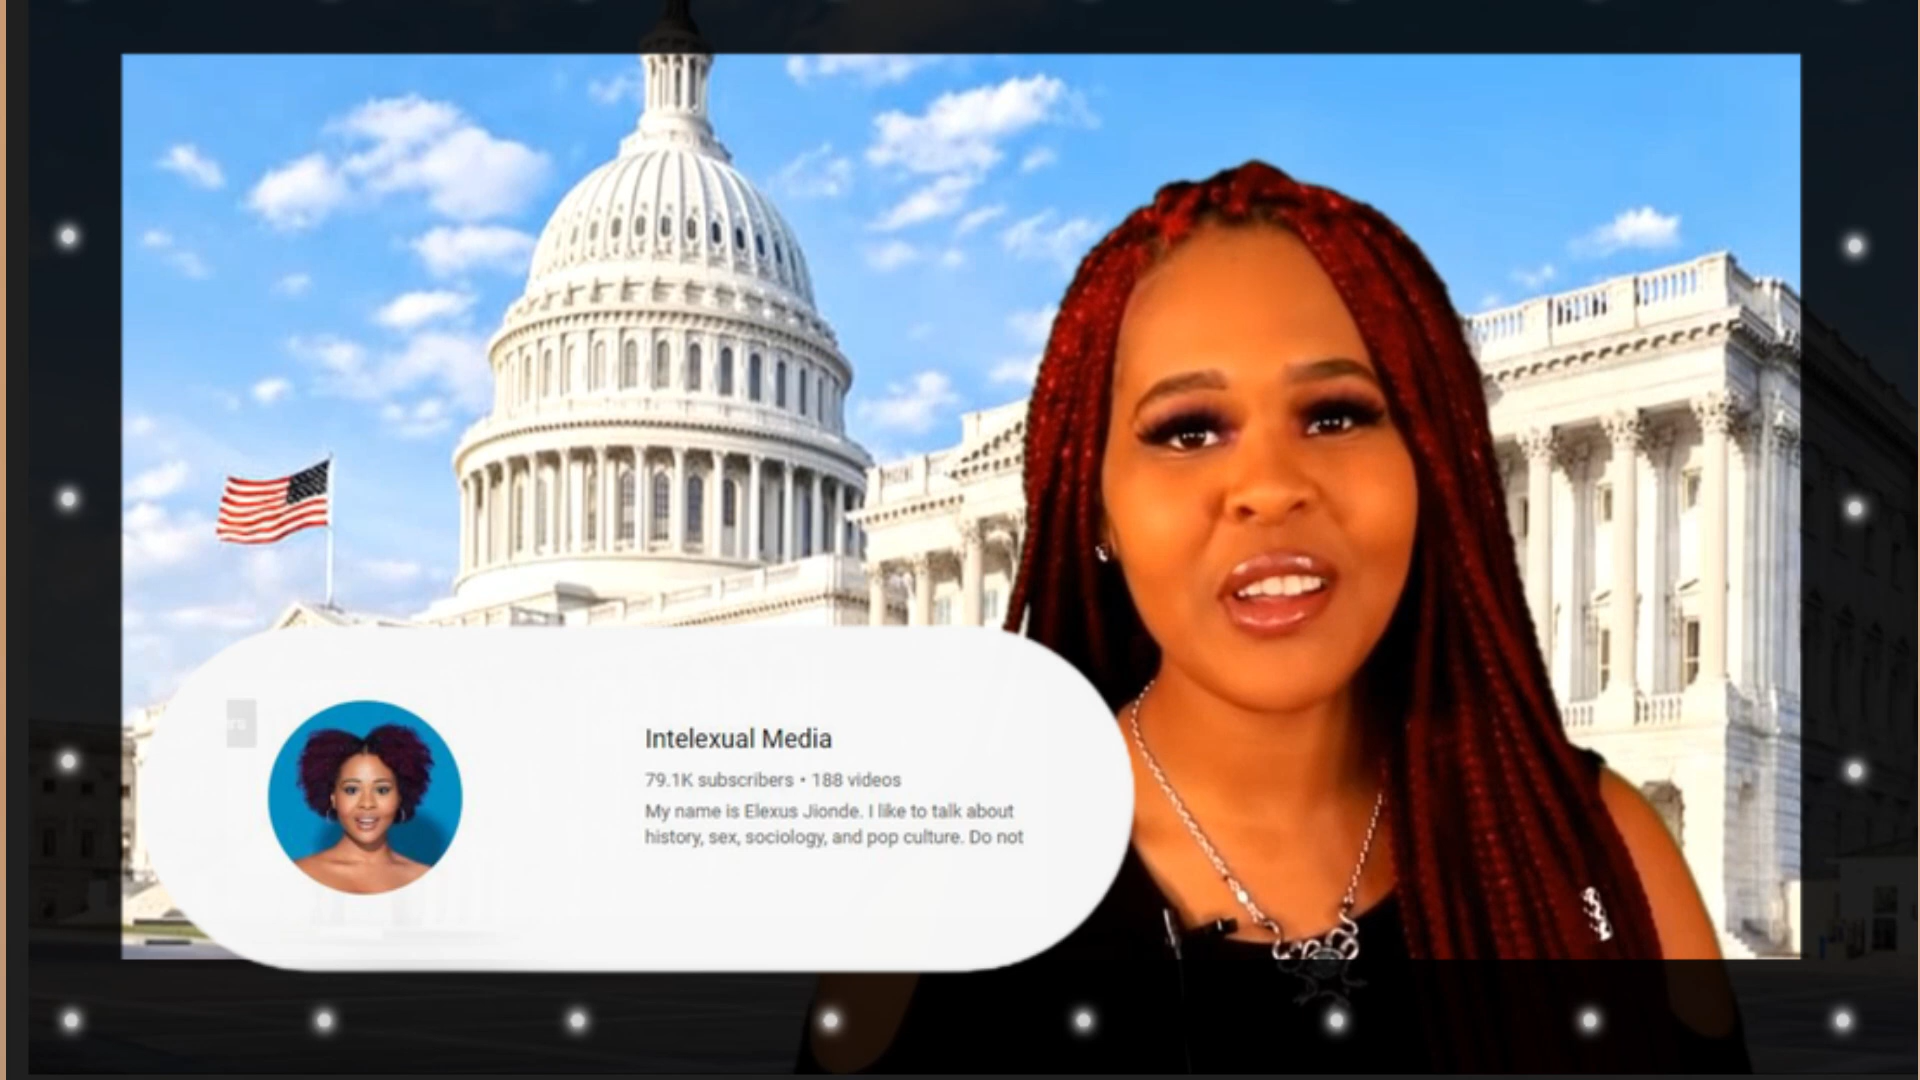 Intelexual Media
79.1K subscribers • 188 videos
My name is Elexus Jionde. I like to talk about
history, sex, sociology, and pop culture. Do not